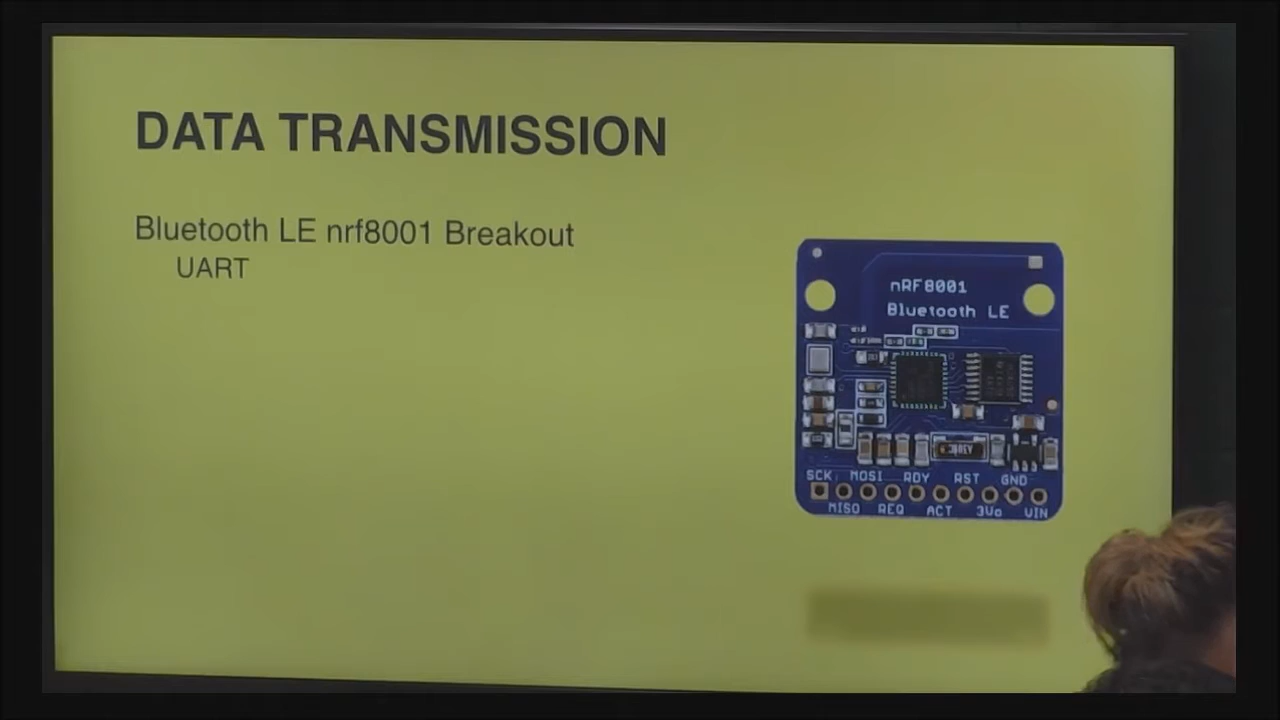 DATA TRANSMISSION
Bluetooth LE nrf8001 Breakout
UART
nRF8001
Bluetooth LE
SCK MOSI RDY RST GND
MISO REQ ACT 3Vo VIN